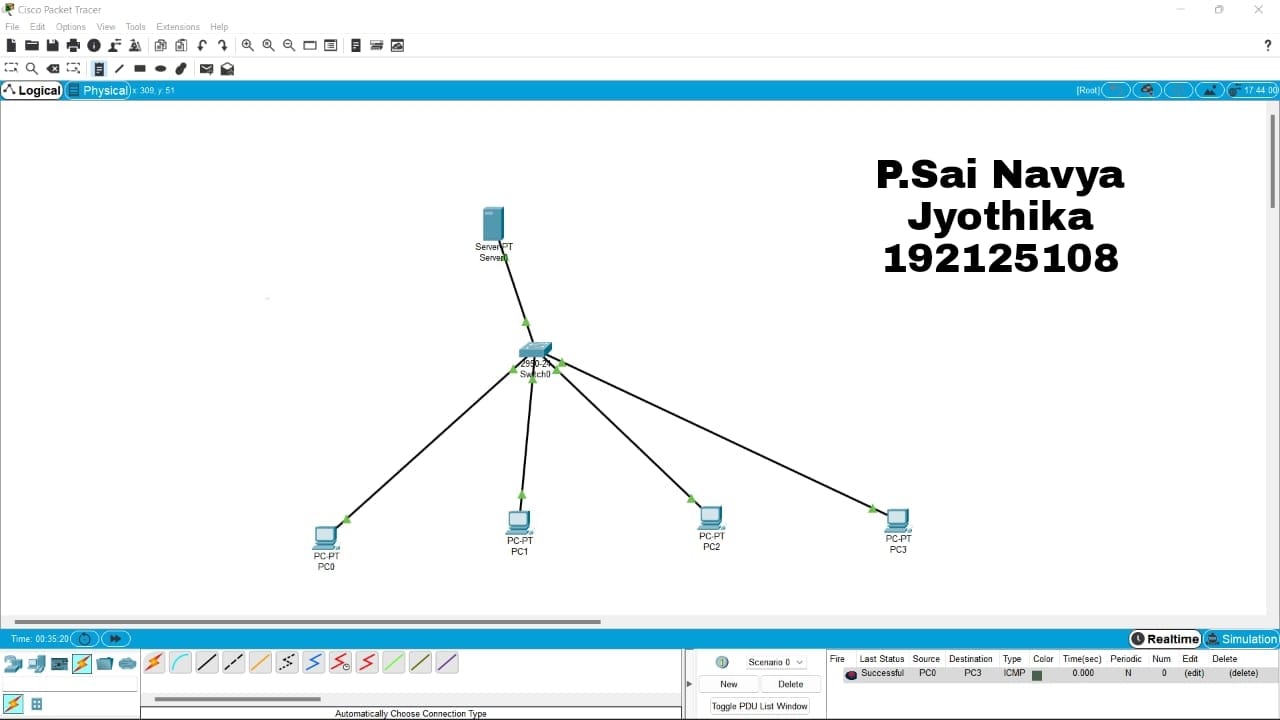 Cisco Packet Tracer
File Edit Options View Tools Extensions Help
?
Logical Physical x: 309, y: 51 [Root] 17:44:00
P.Sai Navya
Jyothika
192125108
Server-PT
Server0
2950-24
Switch0
PC-PT
PC0
PC-PT
PC1
PC-PT
PC2
PC-PT
PC3
Time: 00:35:20 Realtime Simulation
Scenario 0
New Delete
Toggle PDU List Window
Fire Last Status Source Destination Type Color Time(sec) Periodic Num Edit Delete
Successful PC0 PC3 ICMP 0.000 N 0 (edit) (delete)
Automatically Choose Connection Type